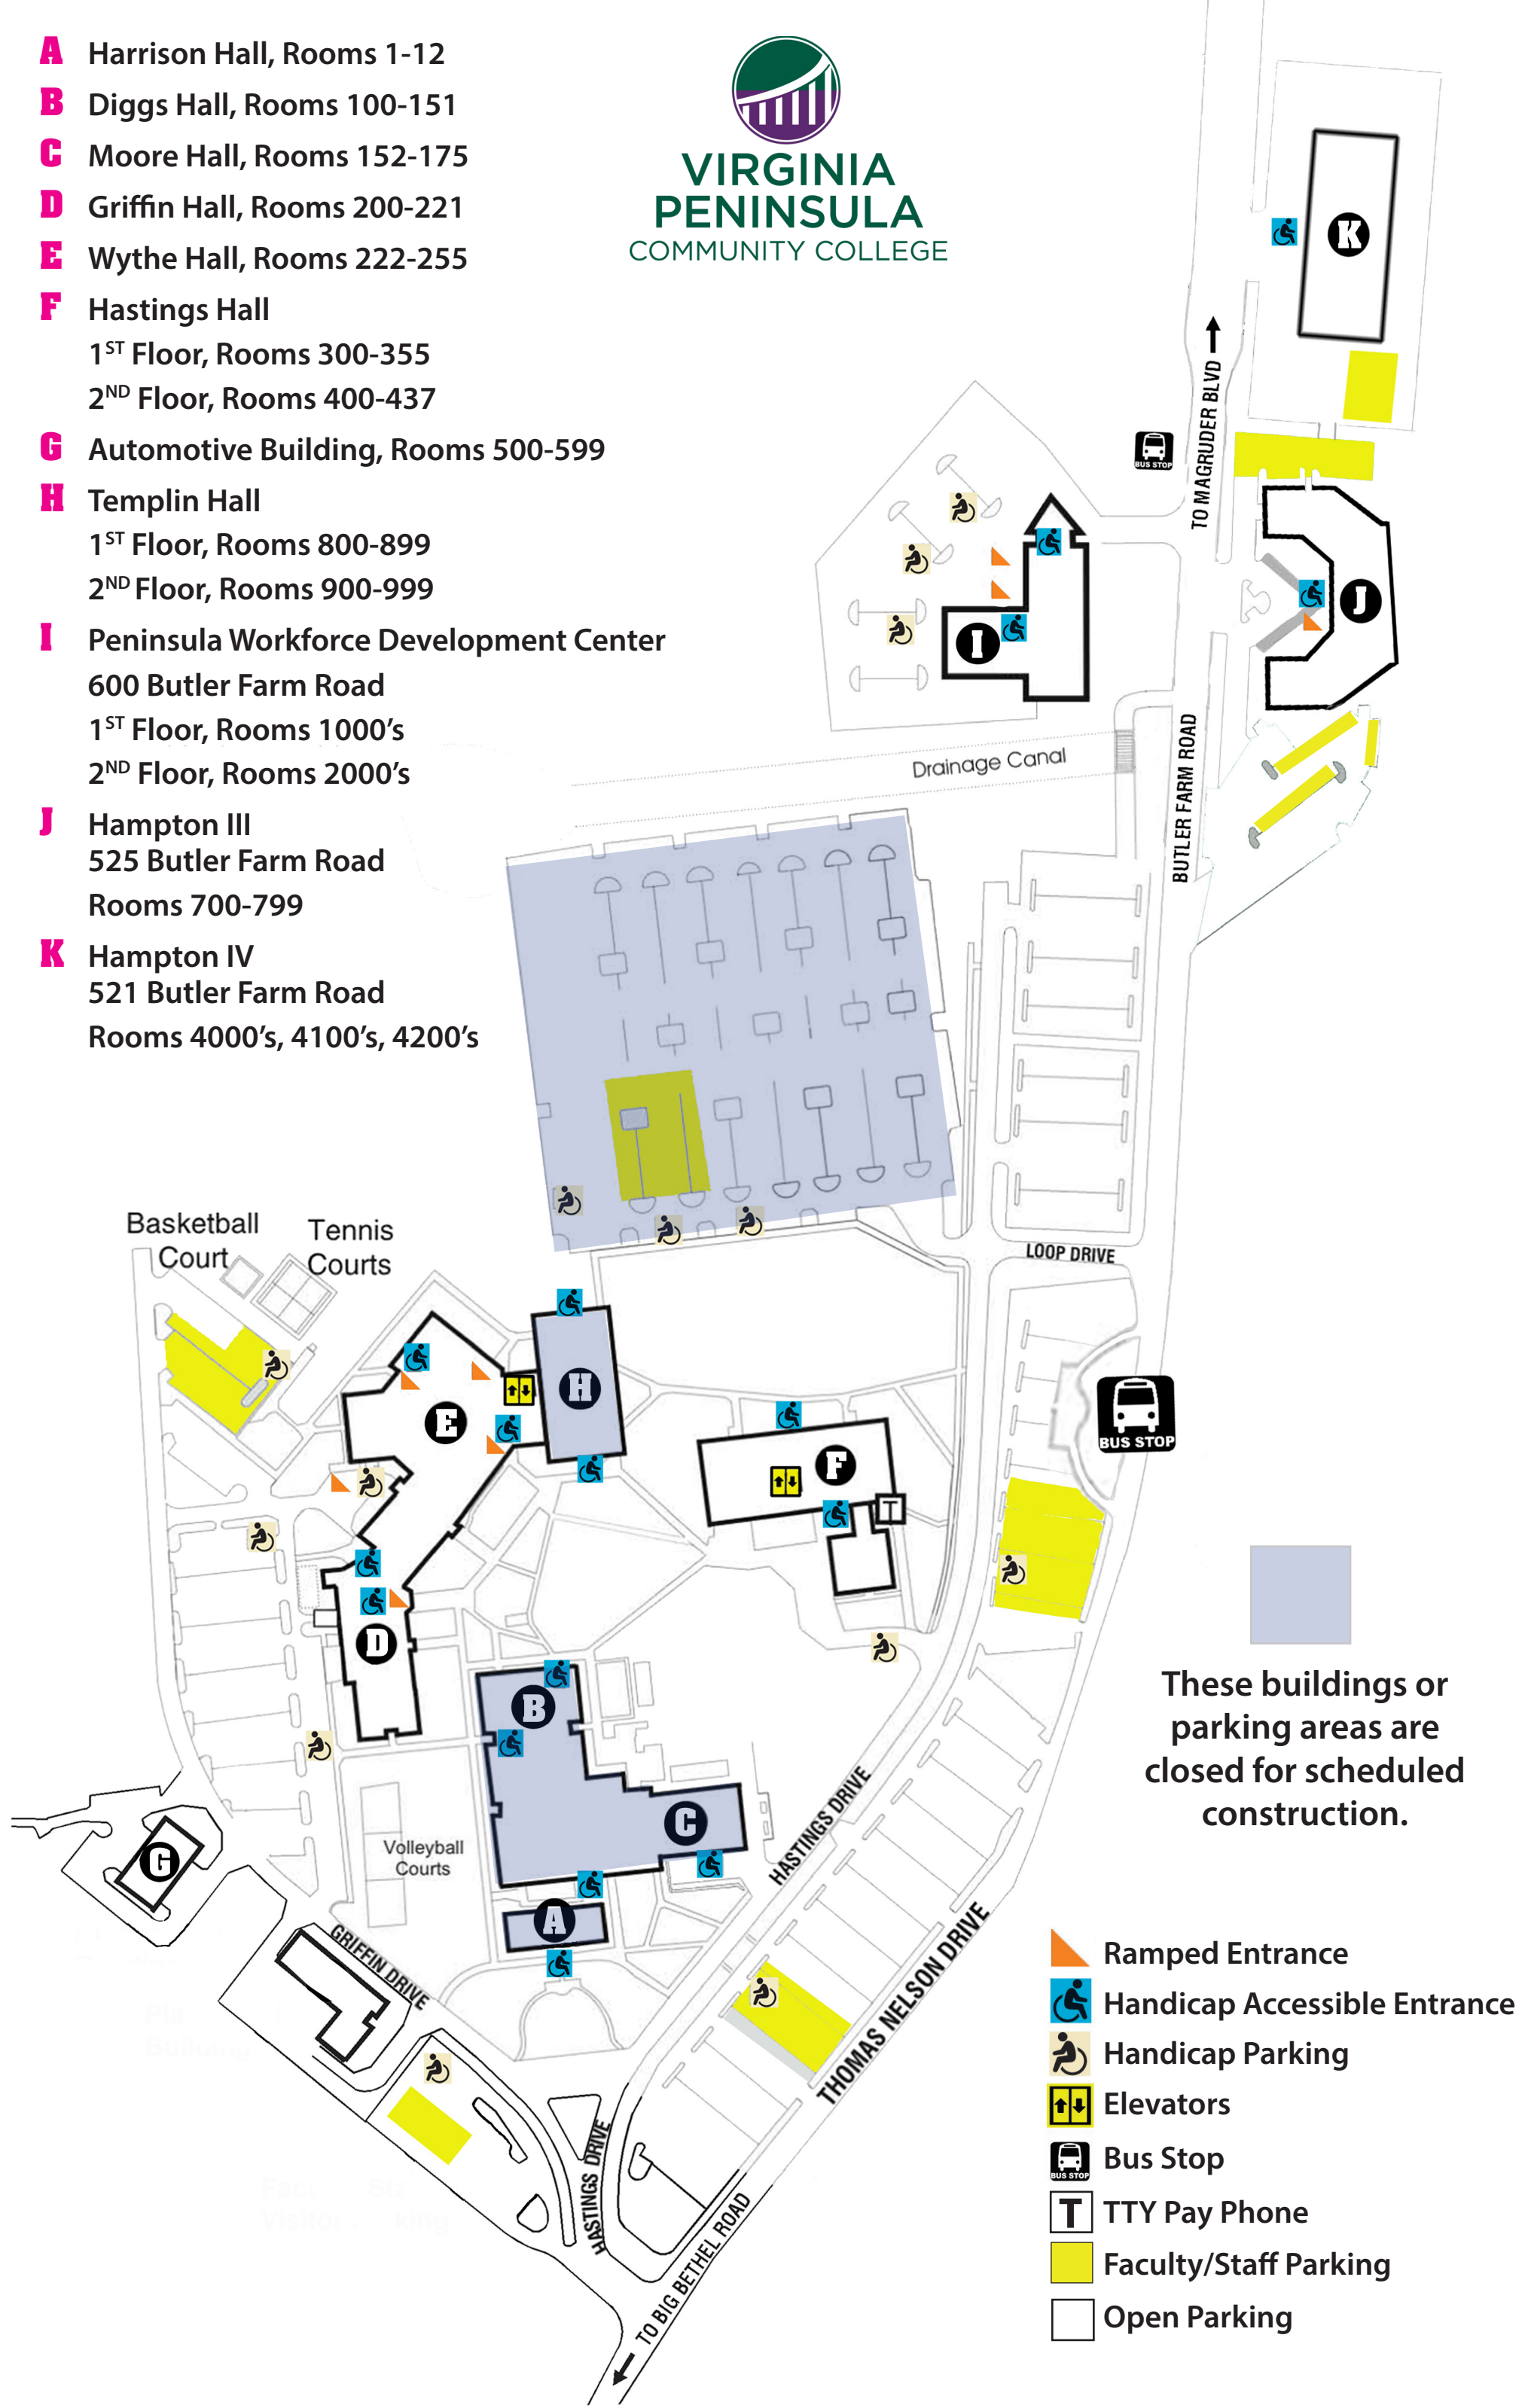 A Harrison Hall, Rooms 1-12
B Diggs Hall, Rooms 100-151
C Moore Hall, Rooms 152-175
D Griffin Hall, Rooms 200-221
E Wythe Hall, Rooms 222-255
F Hastings Hall
1ST Floor, Rooms 300-355
2ND Floor, Rooms 400-437
G Automotive Building, Rooms 500-599
H Templin Hall
1ST Floor, Rooms 800-899
2ND Floor, Rooms 900-999
I Peninsula Workforce Development Center
600 Butler Farm Road
1ST Floor, Rooms 1000’s
2ND Floor, Rooms 2000’s
J Hampton III
525 Butler Farm Road
Rooms 700-799
K Hampton IV
521 Butler Farm Road
Rooms 4000’s, 4100’s, 4200’s
VIRGINIA
PENINSULA
COMMUNITY COLLEGE
K
TO MAGRUDER BLVD
BUS STOP
J
I
Drainage Canal
BUTLER FARM ROAD
Basketball
Court
Tennis
Courts
LOOP DRIVE
BUS STOP
H
E
F
T
D
B
C
A
G
Volleyball
Courts
HASTINGS DRIVE
THOMAS NELSON DRIVE
GRIFFIN DRIVE
HASTINGS DRIVE
TO BIG BETHEL ROAD
These buildings or
parking areas are
closed for scheduled
construction.
Ramped Entrance
Handicap Accessible Entrance
Handicap Parking
Elevators
BUS STOP
Bus Stop
T TTY Pay Phone
Faculty/Staff Parking
Open Parking